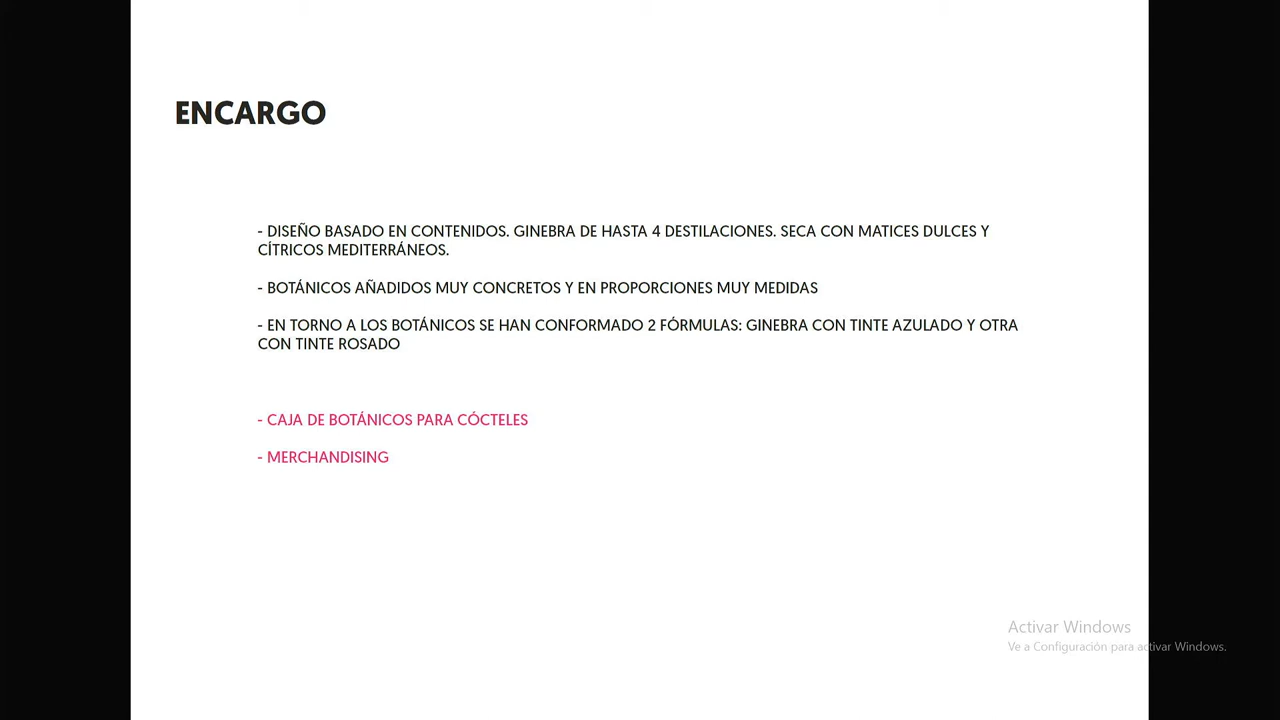 ENCARGO
- DISEÑO BASADO EN CONTENIDOS. GINEBRA DE HASTA 4 DESTILACIONES. SECA CON MATICES DULCES Y
CÍTRICOS MEDITERRÁNEOS.
- BOTÁNICOS AÑADIDOS MUY CONCRETOS Y EN PROPORCIONES MUY MEDIDAS
- EN TORNO A LOS BOTÁNICOS SE HAN CONFORMADO 2 FÓRMULAS: GINEBRA CON TINTE AZULADO Y OTRA
CON TINTE ROSADO
- CAJA DE BOTÁNICOS PARA CÓCTELES
- MERCHANDISING
Activar Windows
Ve a Configuración para activar Windows.